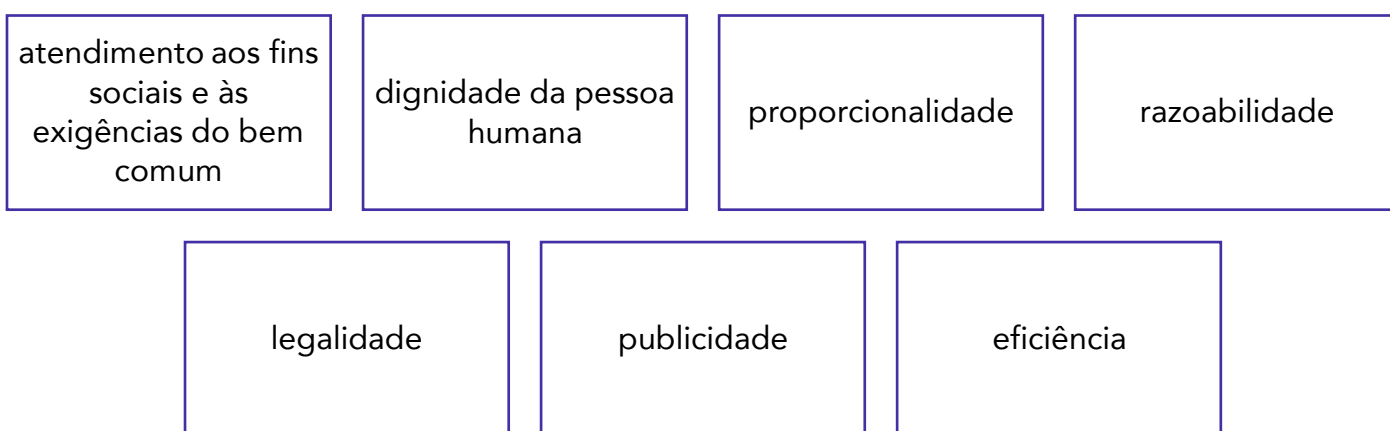 atendimento aos fins
sociais e às
exigências do bem
comum
dignidade da pessoa
humana
proporcionalidade
razoabilidade
legalidade
publicidade
eficiência